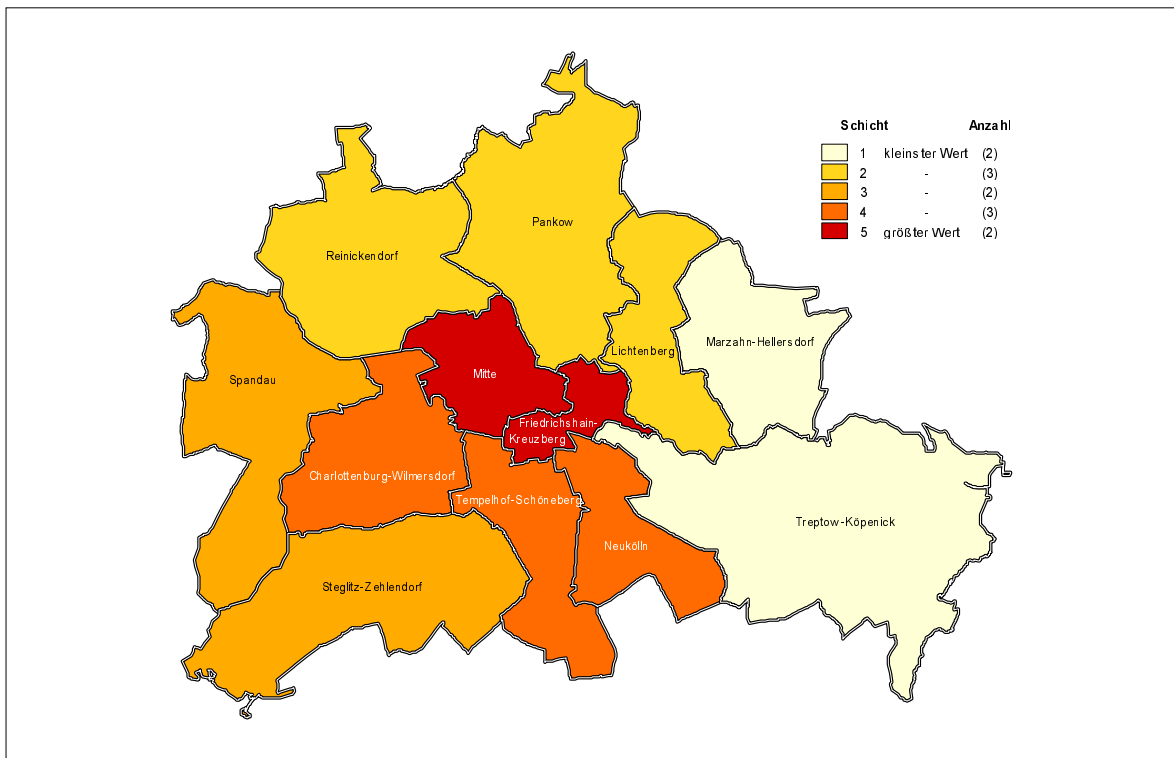 Schicht Anzahl
1 kleinster Wert (2)
2 - (3)
3 - (2)
4 - (3)
5 größter Wert (2)
Pankow
Reinickendorf
Marzahn-Hellersdorf
Lichtenberg
Mitte
Spandau
Friedrichshain-
Kreuzberg
Charlottenburg-Wilmersdorf
Tempelhof-Schöneberg
Treptow-Köpenick
Neukölln
Steglitz-Zehlendorf